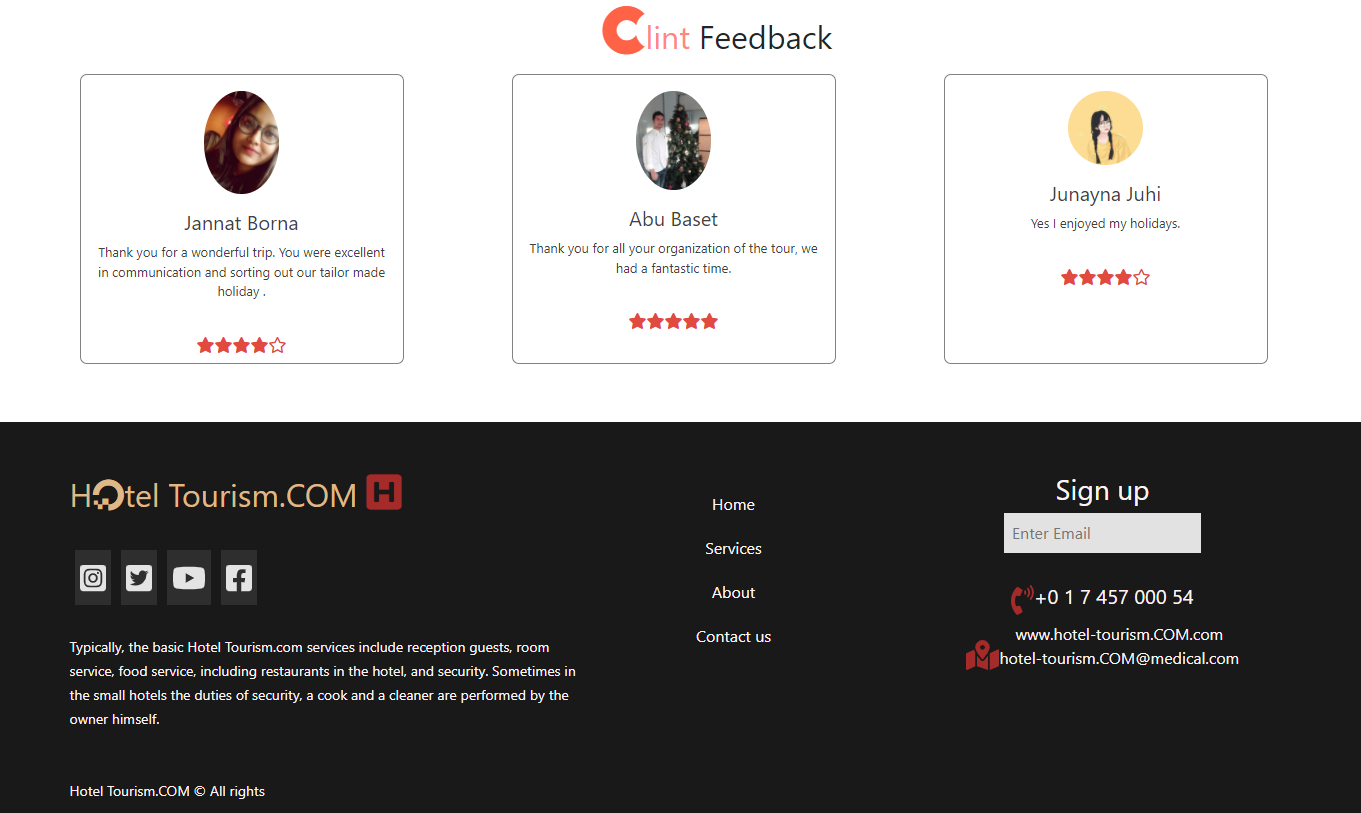 Clint Feedback
Jannat Borna
Thank you for a wonderful trip. You were excellent
in communication and sorting out our tailor made
holiday .
Abu Baset
Thank you for all your organization of the tour, we
had a fantastic time.
Junayna Juhi
Yes I enjoyed my holidays.
Hotel Tourism.COM H
Typically, the basic Hotel Tourism.com services include reception guests, room
service, food service, including restaurants in the hotel, and security. Sometimes in
the small hotels the duties of security, a cook and a cleaner are performed by the
owner himself.
Hotel Tourism.COM © All rights
Home
Services
About
Contact us
Sign up
Enter Email
+0 1 7 457 000 54
www.hotel-tourism.COM.com
hotel-tourism.COM@medical.com